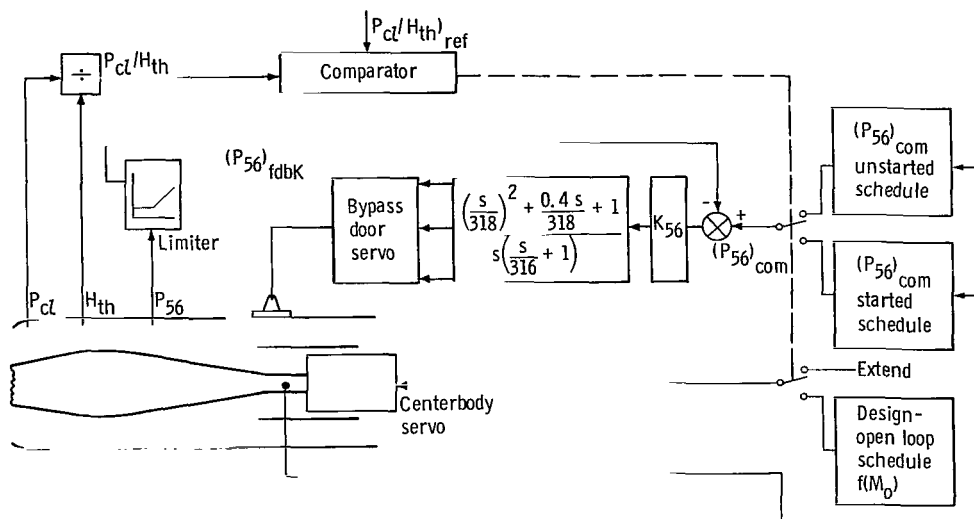 P_cl/H_th)_ref
÷
P_cl/H_th
Comparator
(P_56)_com
unstarted
schedule
(P_56)_fdbK
Limiter
Bypass
door
servo
(s/318)^2 + 0.4 s/318 + 1
s(s/316 + 1)
K_56
-
+
(P_56)_com
(P_56)_com
started
schedule
P_cl
H_th
P_56
Extend
Centerbody
servo
Design-
open loop
schedule
f(M_o)